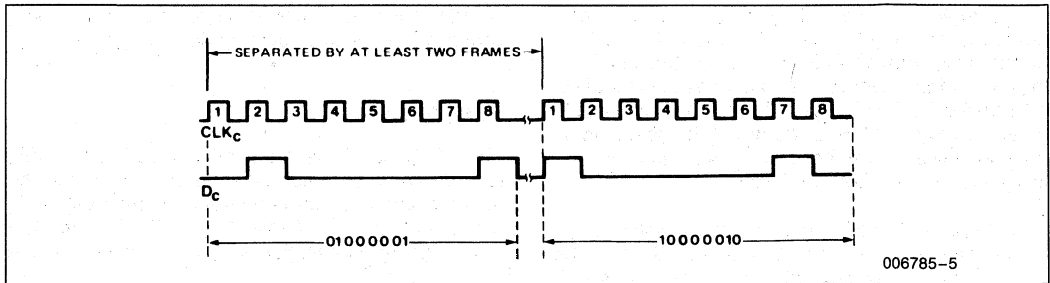 SEPARATED BY AT LEAST TWO FRAMES
1 2 3 4 5 6 7 8 1 2 3 4 5 6 7 8
CLKC
DC
01000001 10000010
006785-5